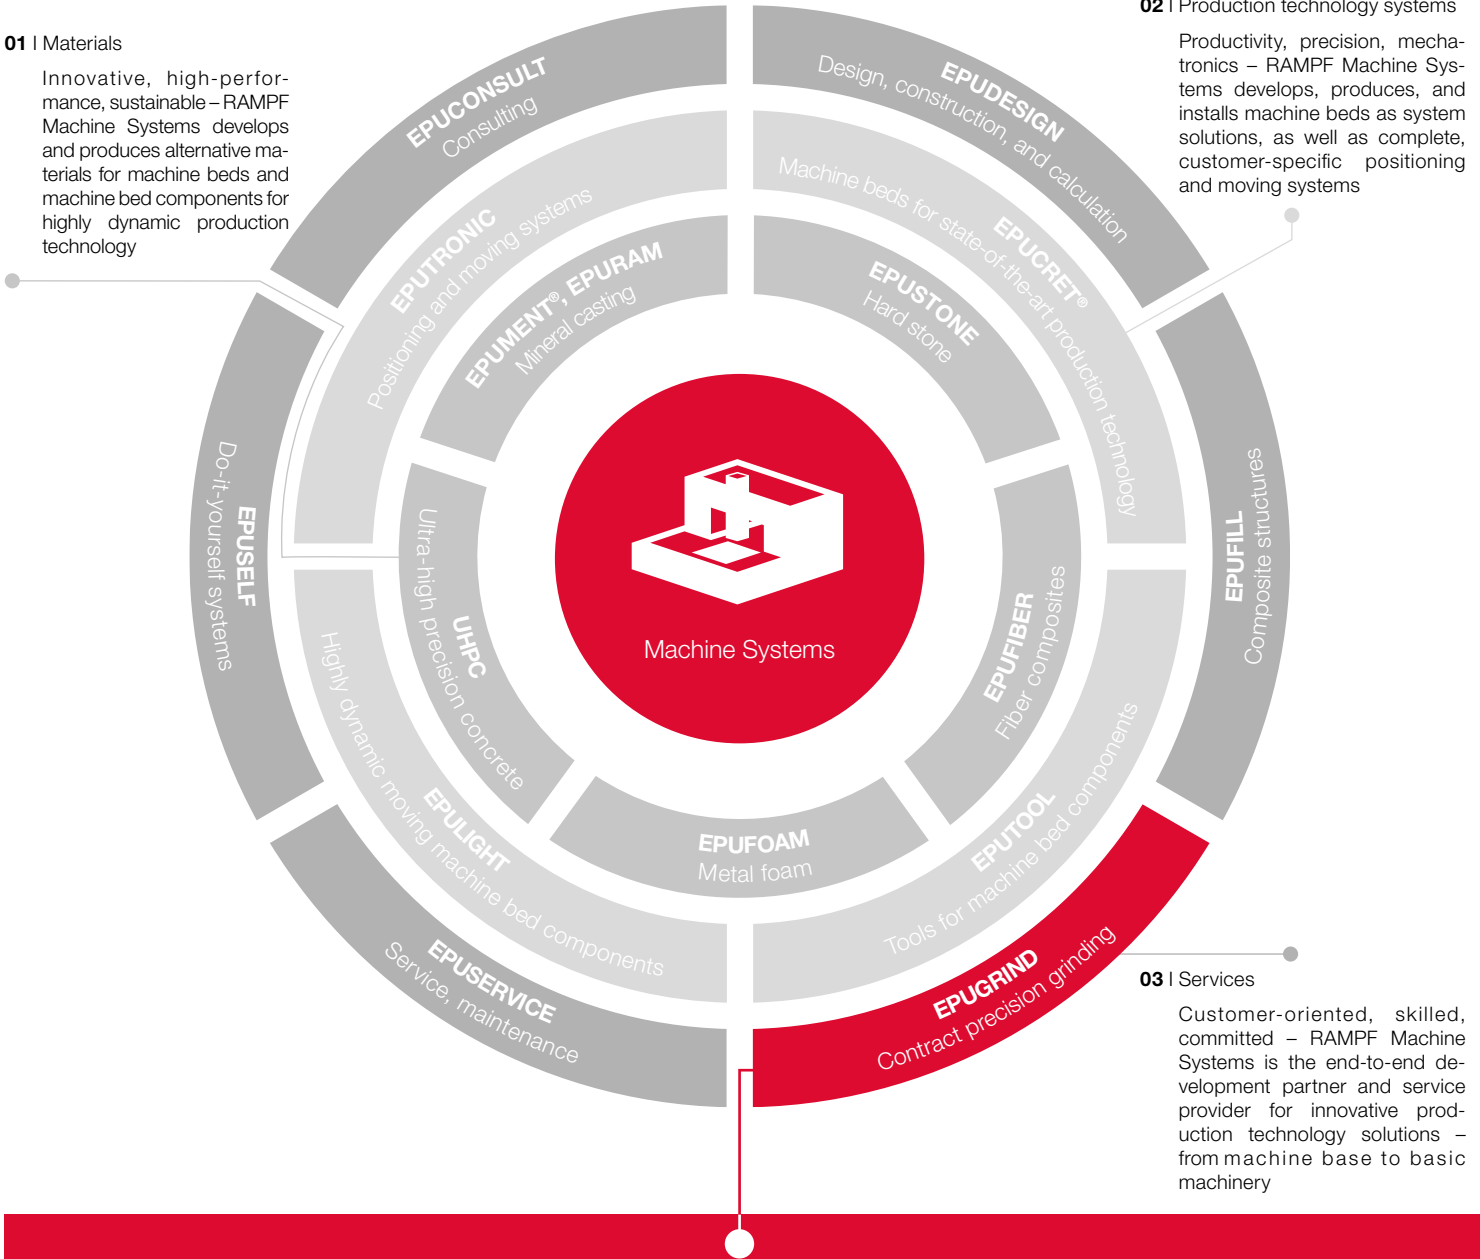 01 I Materials
Innovative, high-perfor-
mance, sustainable – RAMPF
Machine Systems develops
and produces alternative ma-
terials for machine beds and
machine bed components for
highly dynamic production
technology
02 I Production technology systems
Productivity, precision, mecha-
tronics – RAMPF Machine Sys-
tems develops, produces, and
installs machine beds as system
solutions, as well as complete,
customer-specific positioning
and moving systems
EPUCONSULT
Consulting
EPUDESIGN
Design, construction, and calculation
EPUTRONIC
Positioning and moving systems
EPUCRET®
Machine beds for state-of-the-art production technology
EPUMENT®, EPURAM
Mineral casting
EPUSTONE
Hard stone
EPUSELF
Do-it-yourself systems
EPUFILL
Composite structures
UHPC
Ultra-high precision concrete
Machine Systems
EPUFIBER
Fiber composites
EPULIGHT
Highly dynamic moving machine bed components
EPUFOAM
Metal foam
EPUTOOL
Tools for machine bed components
EPUSERVICE
Service, maintenance
EPUGRIND
Contract precision grinding
03 I Services
Customer-oriented, skilled,
committed – RAMPF Machine
Systems is the end-to-end de-
velopment partner and service
provider for innovative prod-
uction technology solutions –
from machine base to basic
machinery